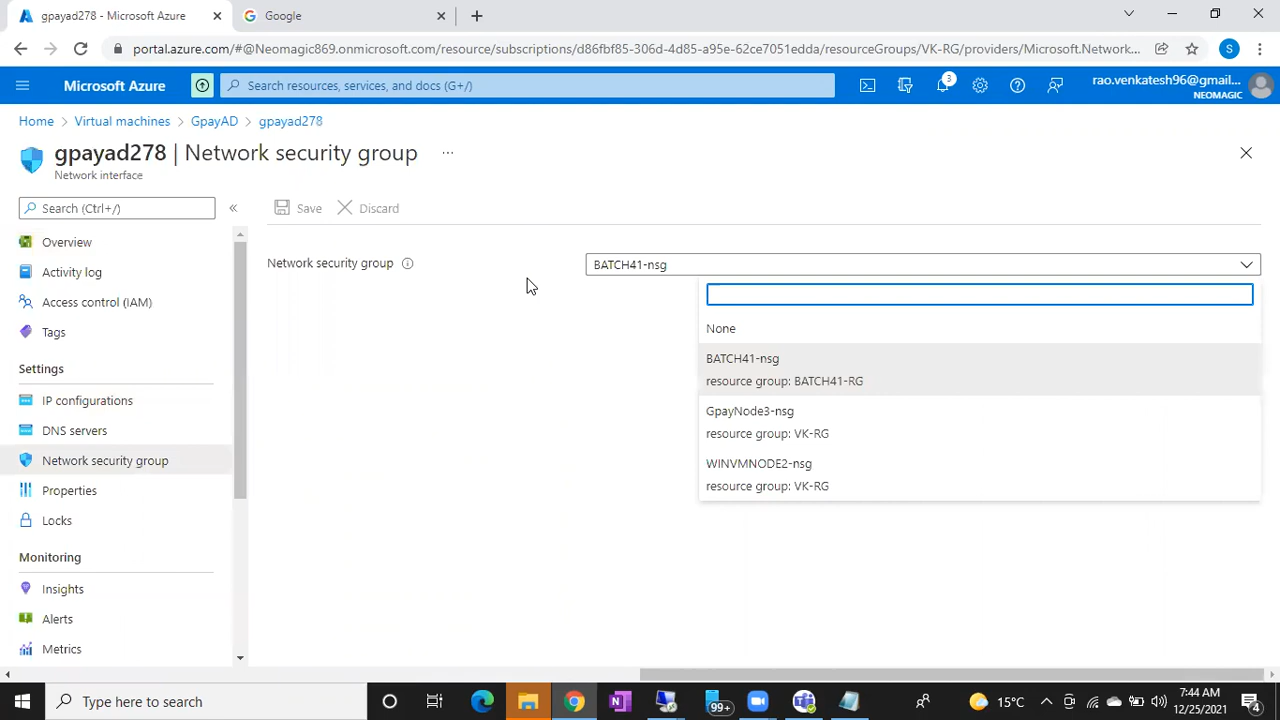 gpayad278 - Microsoft Azure
Google
portal.azure.com/#@Neomagic869.onmicrosoft.com/resource/subscriptions/d86fbf85-306d-4d85-a95e-62ce7051edda/resourceGroups/VK-RG/providers/Microsoft.Network...
S
Microsoft Azure
Search resources, services, and docs (G+/)
3
rao.venkatesh96@gmail...
NEOMAGIC
Home > Virtual machines > GpayAD > gpayad278
gpayad278 | Network security group ...
Network interface
Search (Ctrl+/)
«
Save
Discard
Overview
Activity log
Access control (IAM)
Tags
Settings
IP configurations
DNS servers
Network security group
Properties
Locks
Monitoring
Insights
Alerts
Metrics
Network security group
BATCH41-nsg
None
BATCH41-nsg
resource group: BATCH41-RG
GpayNode3-nsg
resource group: VK-RG
WINVMNODE2-nsg
resource group: VK-RG
Type here to search
99+
15°C
7:44 AM
12/25/2021
4